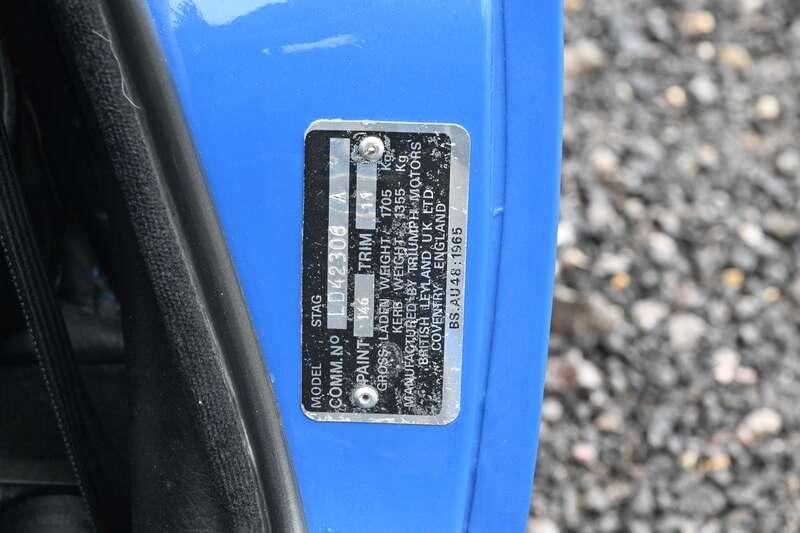 MODEL STAG
COMM.Nº LD42306 A
PAINT 146 TRIM 11
GROSS LADEN WEIGHT 1705 Kg.
KERB WEIGHT 1355 Kg.
MANUFACTURED BY TRIUMPH MOTORS
BRITISH LEYLAND UK LTD.
COVENTRY ENGLAND
BS.AU48:1965